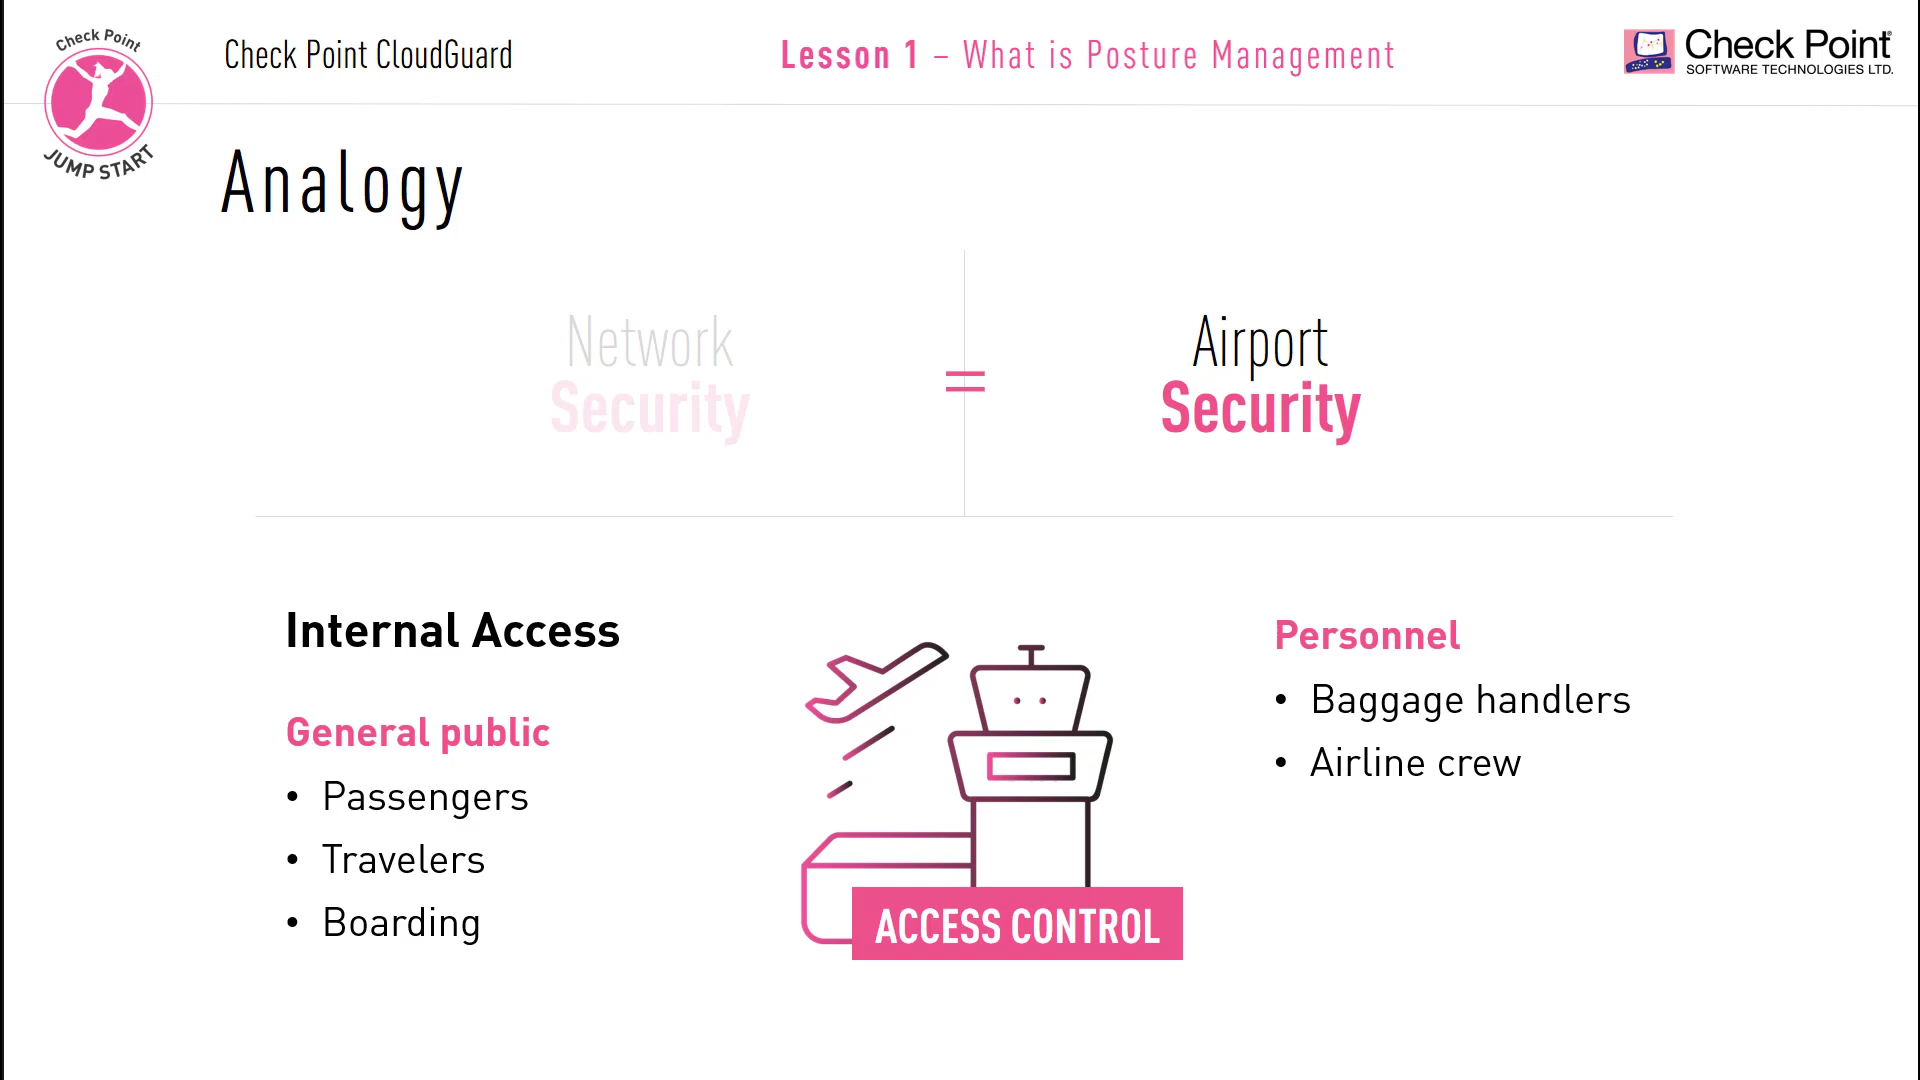 Check Point
JUMP START
Check Point CloudGuard
Lesson 1 – What is Posture Management
Check Point®
SOFTWARE TECHNOLOGIES LTD.
Analogy
Network
Security
=
Airport
Security
Internal Access
General public
• Passengers
• Travelers
• Boarding
ACCESS CONTROL
Personnel
• Baggage handlers
• Airline crew